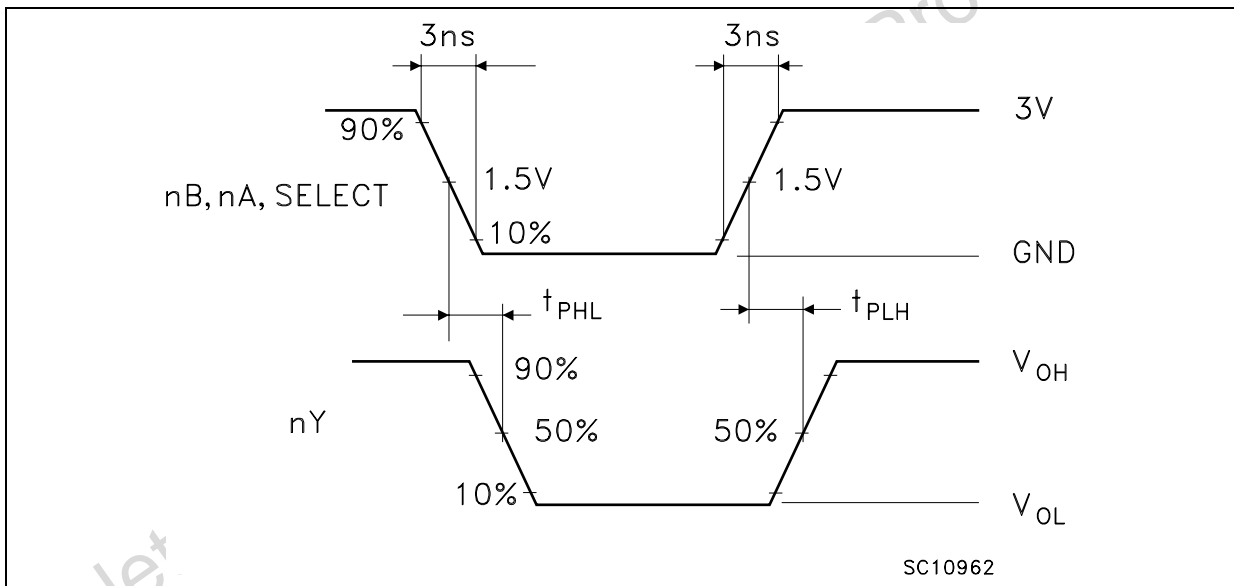 3ns 3ns
3V
90%
1.5V 1.5V
nB, nA, SELECT
10%
GND
tPHL tPLH
90% VOH
nY 50% 50%
10%
VOL
SC10962